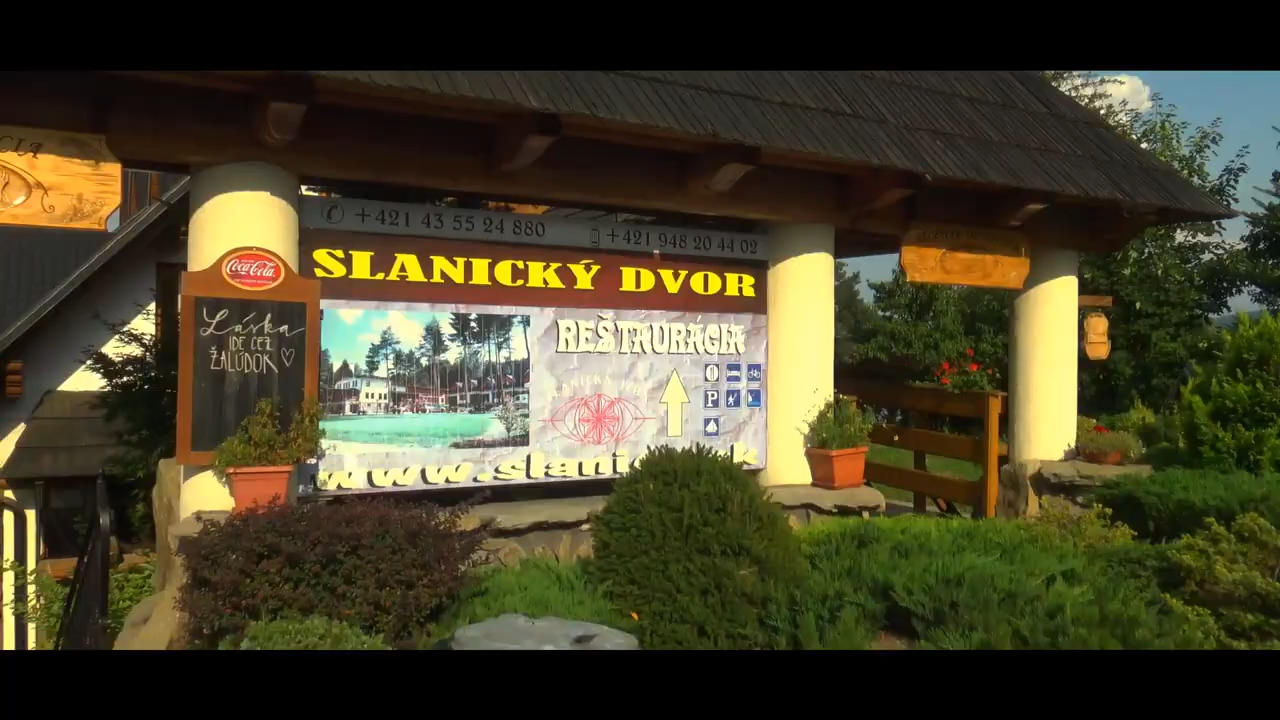 +421 43 55 24 880
+421 948 20 44 02
SLANICKÝ DVOR
Coca-Cola
Láska
IDE CEZ
ŽALÚDOK
REŠTAURÁCIA
P